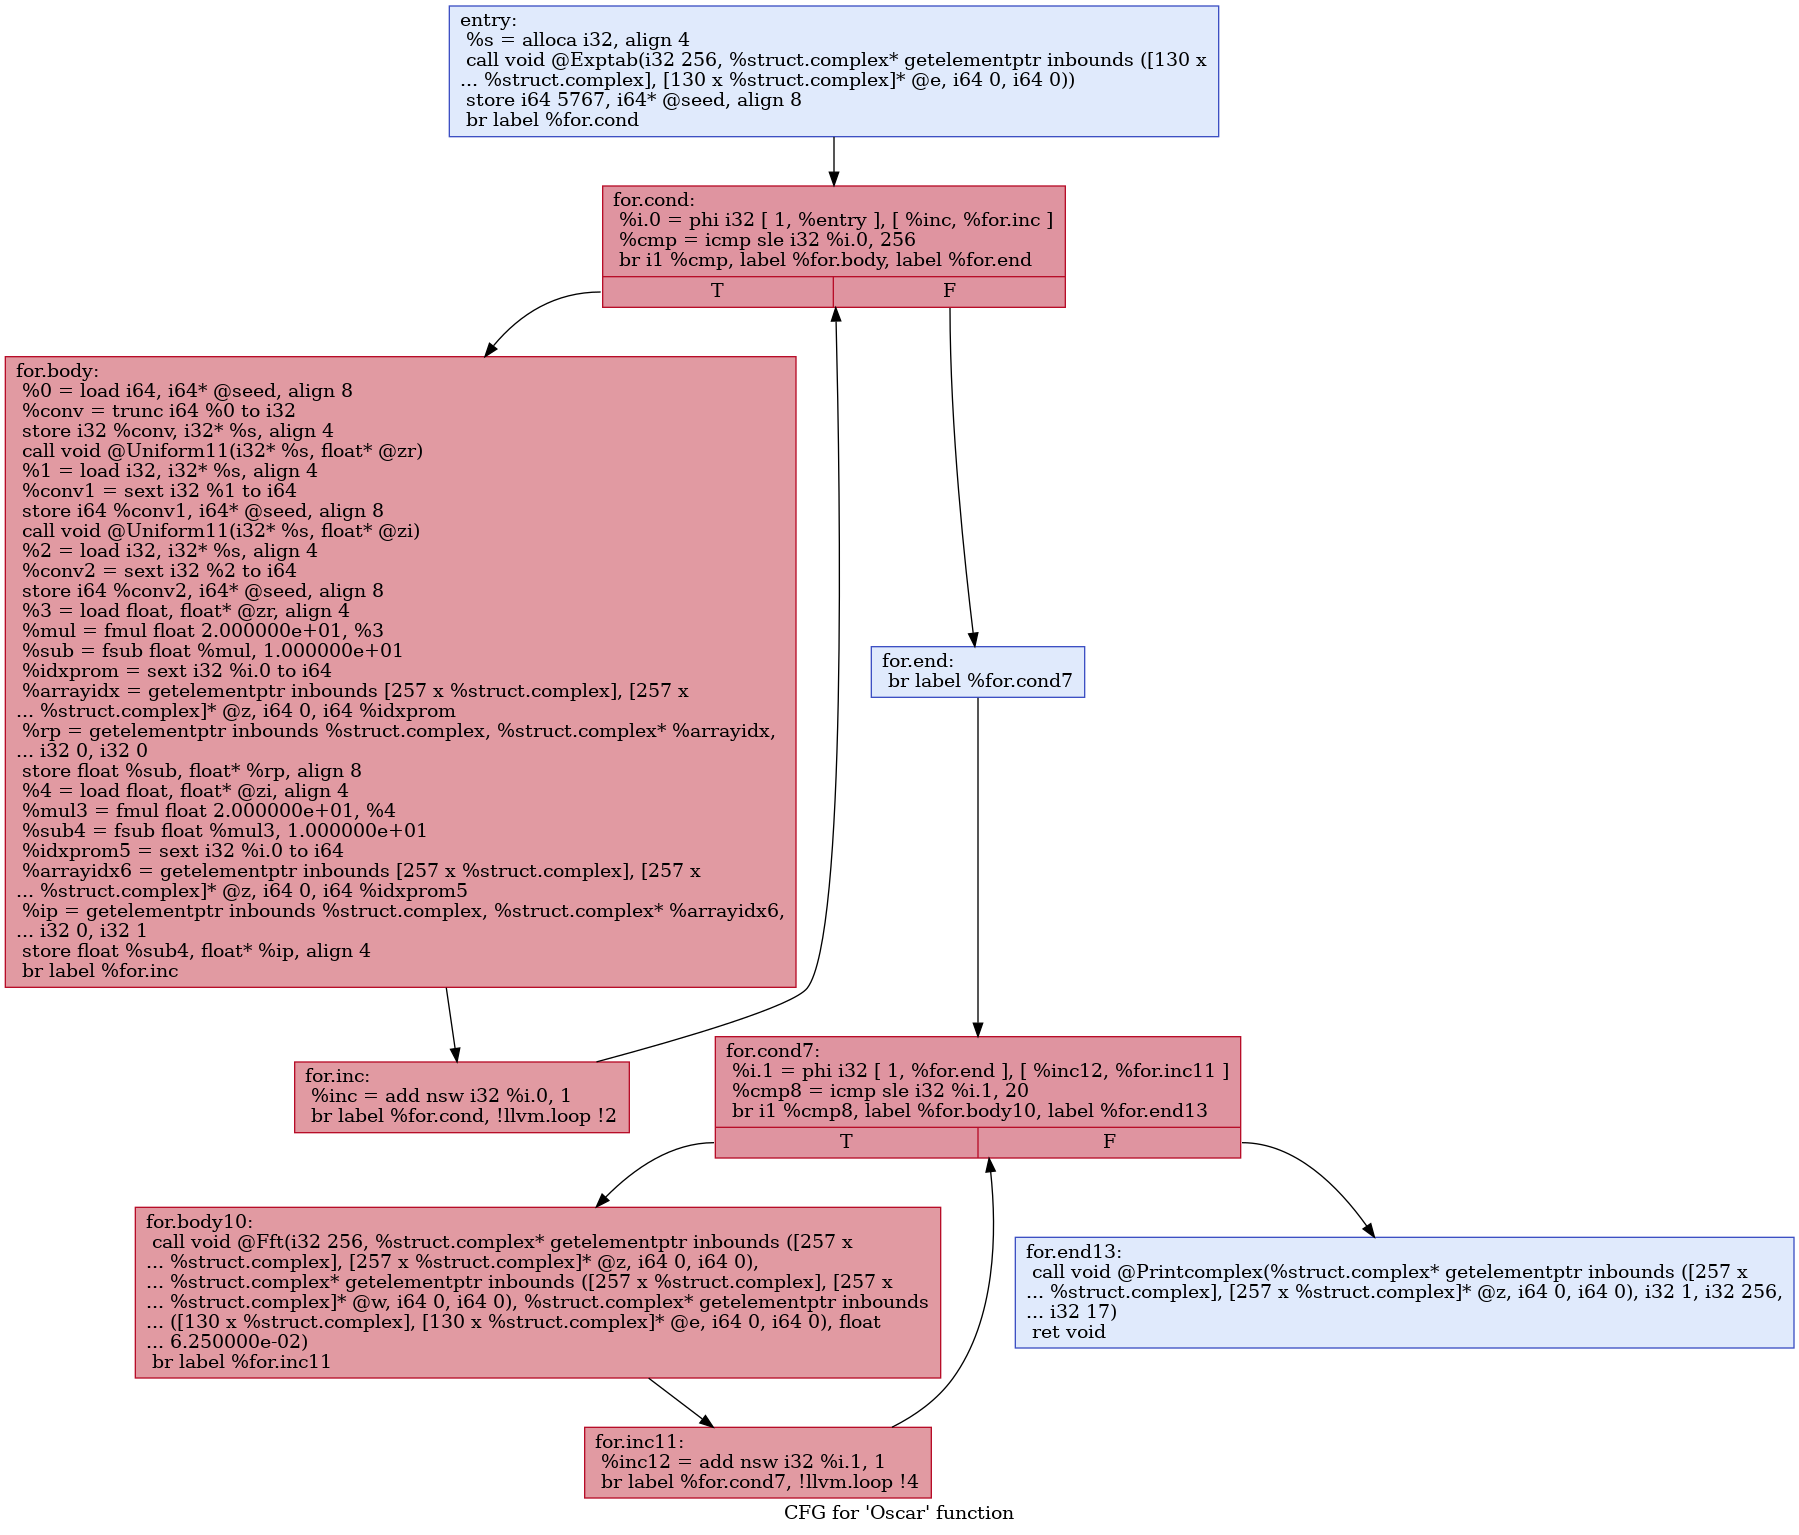 entry:
%s = alloca i32, align 4
call void @Exptab(i32 256, %struct.complex* getelementptr inbounds ([130 x
... %struct.complex], [130 x %struct.complex]* @e, i64 0, i64 0))
store i64 5767, i64* @seed, align 8
br label %for.cond
for.cond:
%i.0 = phi i32 [ 1, %entry ], [ %inc, %for.inc ]
%cmp = icmp sle i32 %i.0, 256
br i1 %cmp, label %for.body, label %for.end
T F
for.body:
%0 = load i64, i64* @seed, align 8
%conv = trunc i64 %0 to i32
store i32 %conv, i32* %s, align 4
call void @Uniform11(i32* %s, float* @zr)
%1 = load i32, i32* %s, align 4
%conv1 = sext i32 %1 to i64
store i64 %conv1, i64* @seed, align 8
call void @Uniform11(i32* %s, float* @zi)
%2 = load i32, i32* %s, align 4
%conv2 = sext i32 %2 to i64
store i64 %conv2, i64* @seed, align 8
%3 = load float, float* @zr, align 4
%mul = fmul float 2.000000e+01, %3
%sub = fsub float %mul, 1.000000e+01
%idxprom = sext i32 %i.0 to i64
%arrayidx = getelementptr inbounds [257 x %struct.complex], [257 x
... %struct.complex]* @z, i64 0, i64 %idxprom
%rp = getelementptr inbounds %struct.complex, %struct.complex* %arrayidx,
... i32 0, i32 0
store float %sub, float* %rp, align 8
%4 = load float, float* @zi, align 4
%mul3 = fmul float 2.000000e+01, %4
%sub4 = fsub float %mul3, 1.000000e+01
%idxprom5 = sext i32 %i.0 to i64
%arrayidx6 = getelementptr inbounds [257 x %struct.complex], [257 x
... %struct.complex]* @z, i64 0, i64 %idxprom5
%ip = getelementptr inbounds %struct.complex, %struct.complex* %arrayidx6,
... i32 0, i32 1
store float %sub4, float* %ip, align 4
br label %for.inc
for.end:
br label %for.cond7
for.inc:
%inc = add nsw i32 %i.0, 1
br label %for.cond, !llvm.loop !2
for.cond7:
%i.1 = phi i32 [ 1, %for.end ], [ %inc12, %for.inc11 ]
%cmp8 = icmp sle i32 %i.1, 20
br i1 %cmp8, label %for.body10, label %for.end13
T F
for.body10:
call void @Fft(i32 256, %struct.complex* getelementptr inbounds ([257 x
... %struct.complex], [257 x %struct.complex]* @z, i64 0, i64 0),
... %struct.complex* getelementptr inbounds ([257 x %struct.complex], [257 x
... %struct.complex]* @w, i64 0, i64 0), %struct.complex* getelementptr inbounds
... ([130 x %struct.complex], [130 x %struct.complex]* @e, i64 0, i64 0), float
... 6.250000e-02)
br label %for.inc11
for.end13:
call void @Printcomplex(%struct.complex* getelementptr inbounds ([257 x
... %struct.complex], [257 x %struct.complex]* @z, i64 0, i64 0), i32 1, i32 256,
... i32 17)
ret void
for.inc11:
%inc12 = add nsw i32 %i.1, 1
br label %for.cond7, !llvm.loop !4
CFG for 'Oscar' function